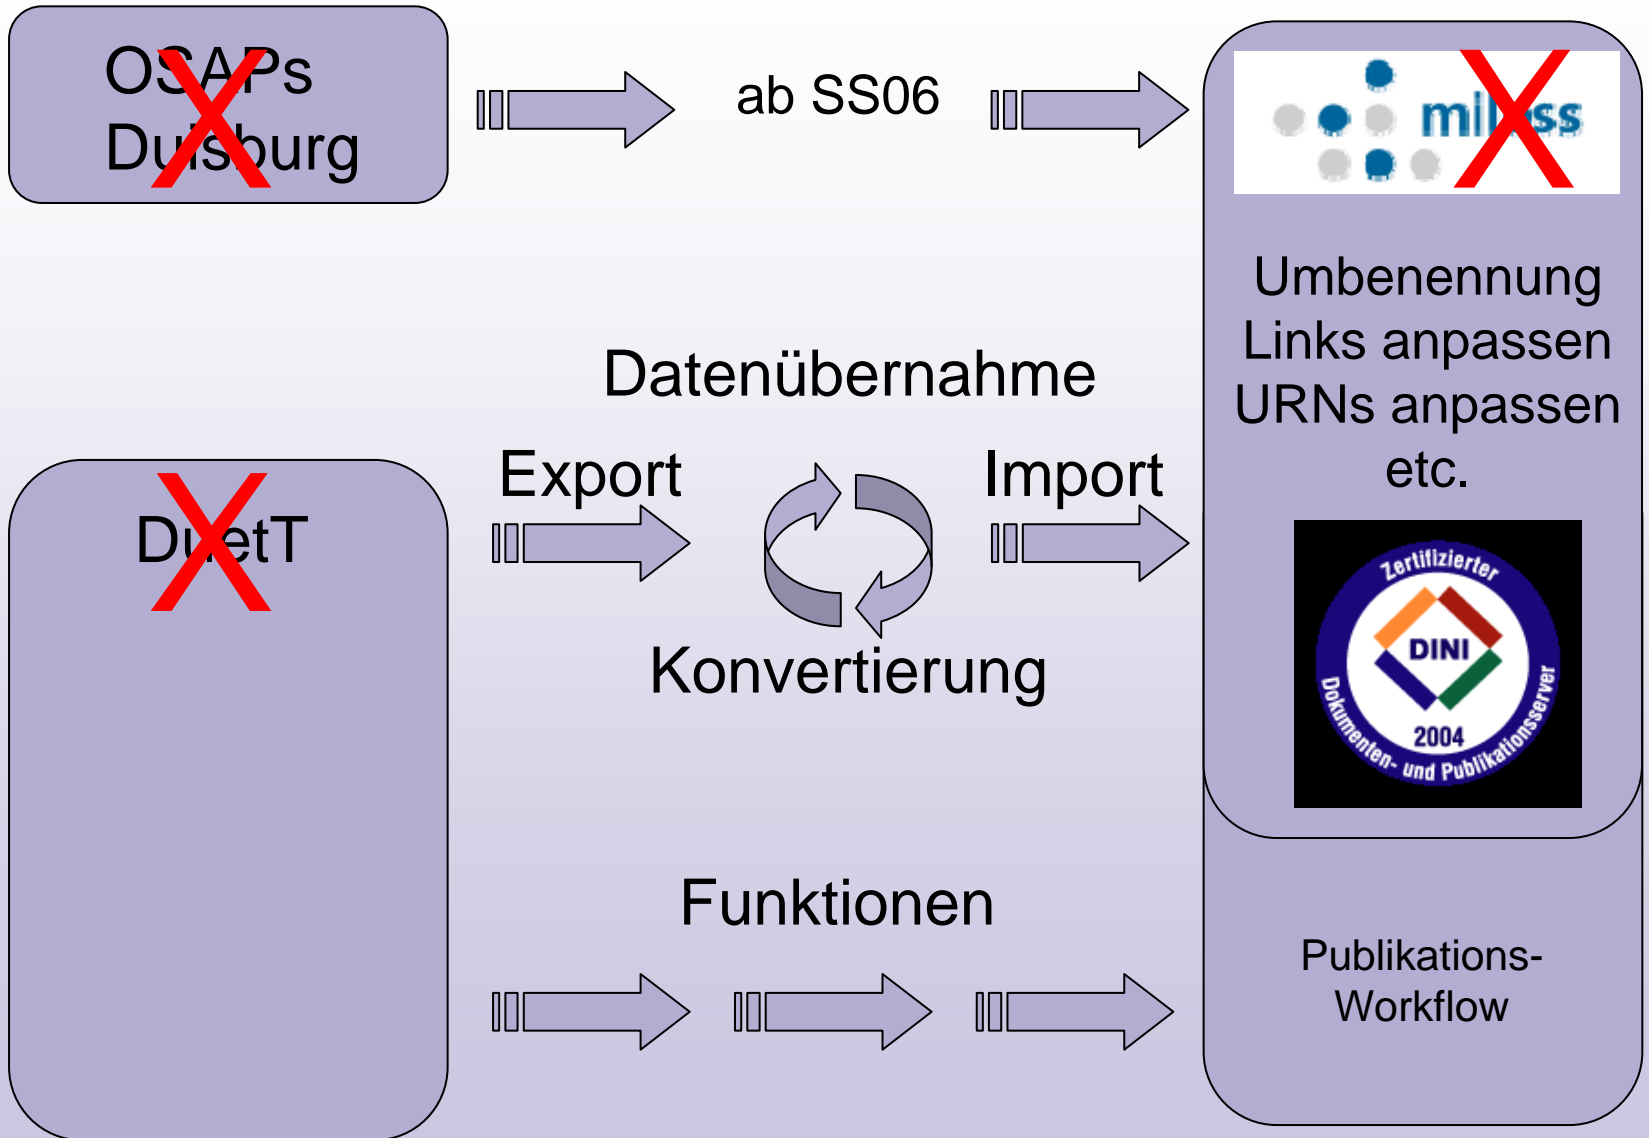 OSAPs
Duisburg
ab SS06
miless
Umbenennung
Links anpassen
URNs anpassen
etc.
Datenübernahme
Export
Import
DuetT
Konvertierung
Zertifizierter
DINI
2004
Dokumenten- und Publikationsserver
Funktionen
Publikations-
Workflow